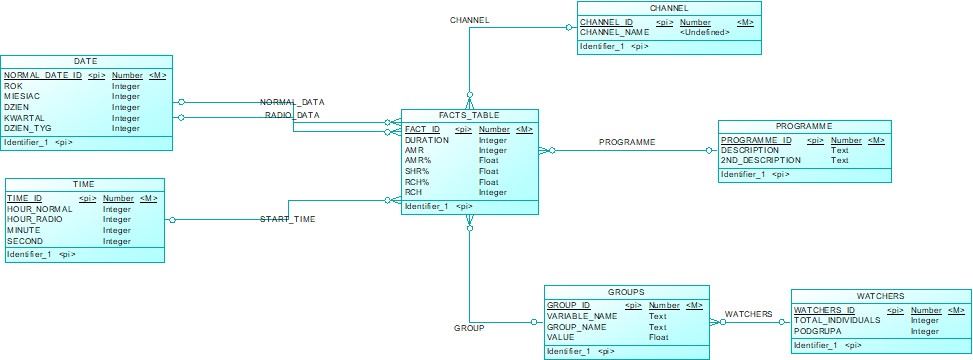 CHANNEL
CHANNEL_ID <pi> Number <M>
CHANNEL_NAME <Undefined>
Identifier_1 <pi>
CHANNEL
DATE
NORMAL_DATE_ID <pi> Number <M>
ROK Integer
MIESIAC Integer
DZIEN Integer
KWARTAL Integer
DZIEN_TYG Integer
Identifier_1 <pi>
NORMAL_DATA
RADIO_DATA
FACTS_TABLE
FACT_ID <pi> Number <M>
DURATION Integer
AMR Integer
AMR% Float
SHR% Float
RCH% Float
RCH Integer
Identifier_1 <pi>
PROGRAMME
PROGRAMME
PROGRAMME_ID <pi> Number <M>
DESCRIPTION Text
2ND_DESCRIPTION Text
Identifier_1 <pi>
TIME
TIME_ID <pi> Number <M>
HOUR_NORMAL Integer
HOUR_RADIO Integer
MINUTE Integer
SECOND Integer
Identifier_1 <pi>
START_TIME
GROUP
GROUPS
GROUP_ID <pi> Number <M>
VARIABLE_NAME Text
GROUP_NAME Text
VALUE Float
Identifier_1 <pi>
WATCHERS
WATCHERS
WATCHERS_ID <pi> Number <M>
TOTAL_INDIVIDUALS Integer
PODGRUPA Integer
Identifier_1 <pi>